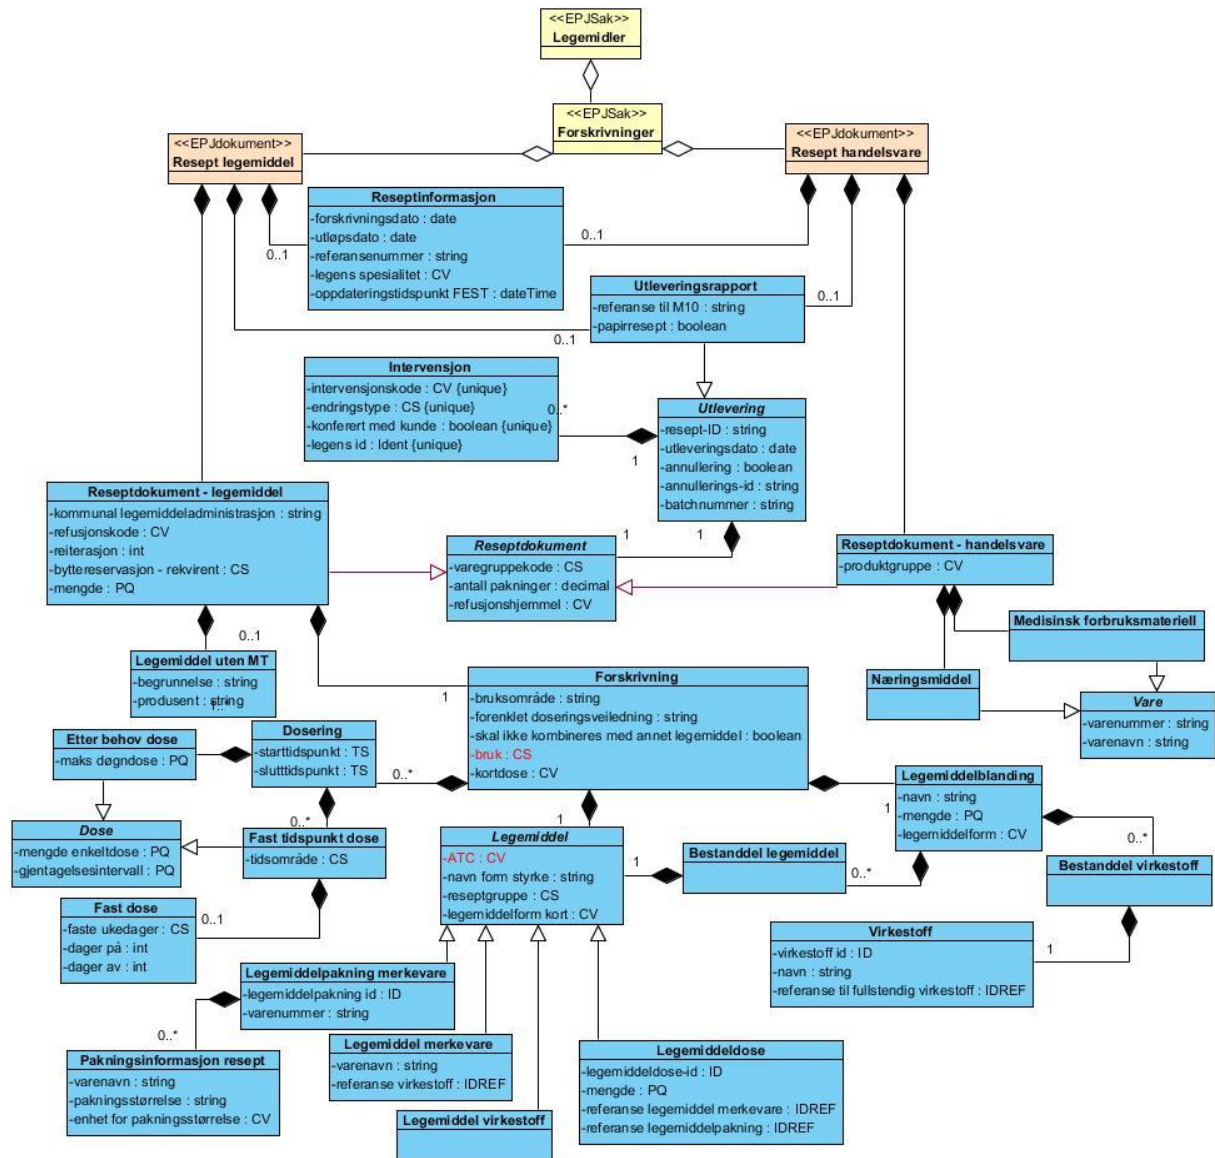 <<EPJSak>>
Legemidler
<<EPJSak>>
Forskrivninger
<<EPJdokument>>
Resept legemiddel
<<EPJdokument>>
Resept handelsvare
Reseptinformasjon
-forskrivningsdato : date
-utløpsdato : date
-referansenummer : string
-legens spesialitet : CV
-oppdateringstidspunkt FEST : dateTime
0..1
0..1
Utleveringsrapport
-referanse til M10 : string
-papirresept : boolean
0..1
0..1
Intervensjon
-intervensjonskode : CV {unique}
-endringstype : CS {unique}
-konferert med kunde : boolean {unique}
-legens id : Ident {unique}
0..*
1
Utlevering
-resept-ID : string
-utleveringsdato : date
-annullering : boolean
-annullerings-id : string
-batchnummer : string
1
1
Reseptdokument - legemiddel
-kommunal legemiddeladministrasjon : string
-refusjonskode : CV
-reiterasjon : int
-byttereservasjon - rekvirent : CS
-mengde : PQ
Reseptdokument
-varegruppekode : CS
-antall pakninger : decimal
-refusjonshjemmel : CV
Reseptdokument - handelsvare
-produktgruppe : CV
Medisinsk forbruksmateriell
0..1
Legemiddel uten MT
-begrunnelse : string
-produsent : string
1..*
1
Forskrivning
-bruksområde : string
-forenklet doseringsveiledning : string
-skal ikke kombineres med annet legemiddel : boolean
-bruk : CS
-kortdose : CV
Næringsmiddel
Vare
-varenummer : string
-varenavn : string
Etter behov dose
-maks døgndose : PQ
Dosering
-starttidspunkt : TS
-slutttidspunkt : TS
0..*
Legemiddelblanding
-navn : string
-mengde : PQ
-legemiddelform : CV
1
0..*
Dose
-mengde enkeltdose : PQ
-gjentagelsesintervall : PQ
0..*
Fast tidspunkt dose
-tidsområde : CS
1
Legemiddel
-ATC : CV
-navn form styrke : string
-reseptgruppe : CS
-legemiddelform kort : CV
1
Bestanddel legemiddel
0..*
Bestanddel virkestoff
Fast dose
-faste ukedager : CS
-dager på : int
-dager av : int
0..1
Virkestoff
-virkestoff id : ID
-navn : string
-referanse til fullstendig virkestoff : IDREF
1
Legemiddelpakning merkevare
-legemiddelpakning id : ID
-varenummer : string
0..*
Pakningsinformasjon resept
-varenavn : string
-pakningsstørrelse : string
-enhet for pakningsstørrelse : CV
Legemiddel merkevare
-varenavn : string
-referanse virkestoff : IDREF
Legemiddel virkestoff
Legemiddeldose
-legemiddeldose-id : ID
-mengde : PQ
-referanse legemiddel merkevare : IDREF
-referanse legemiddelpakning : IDREF